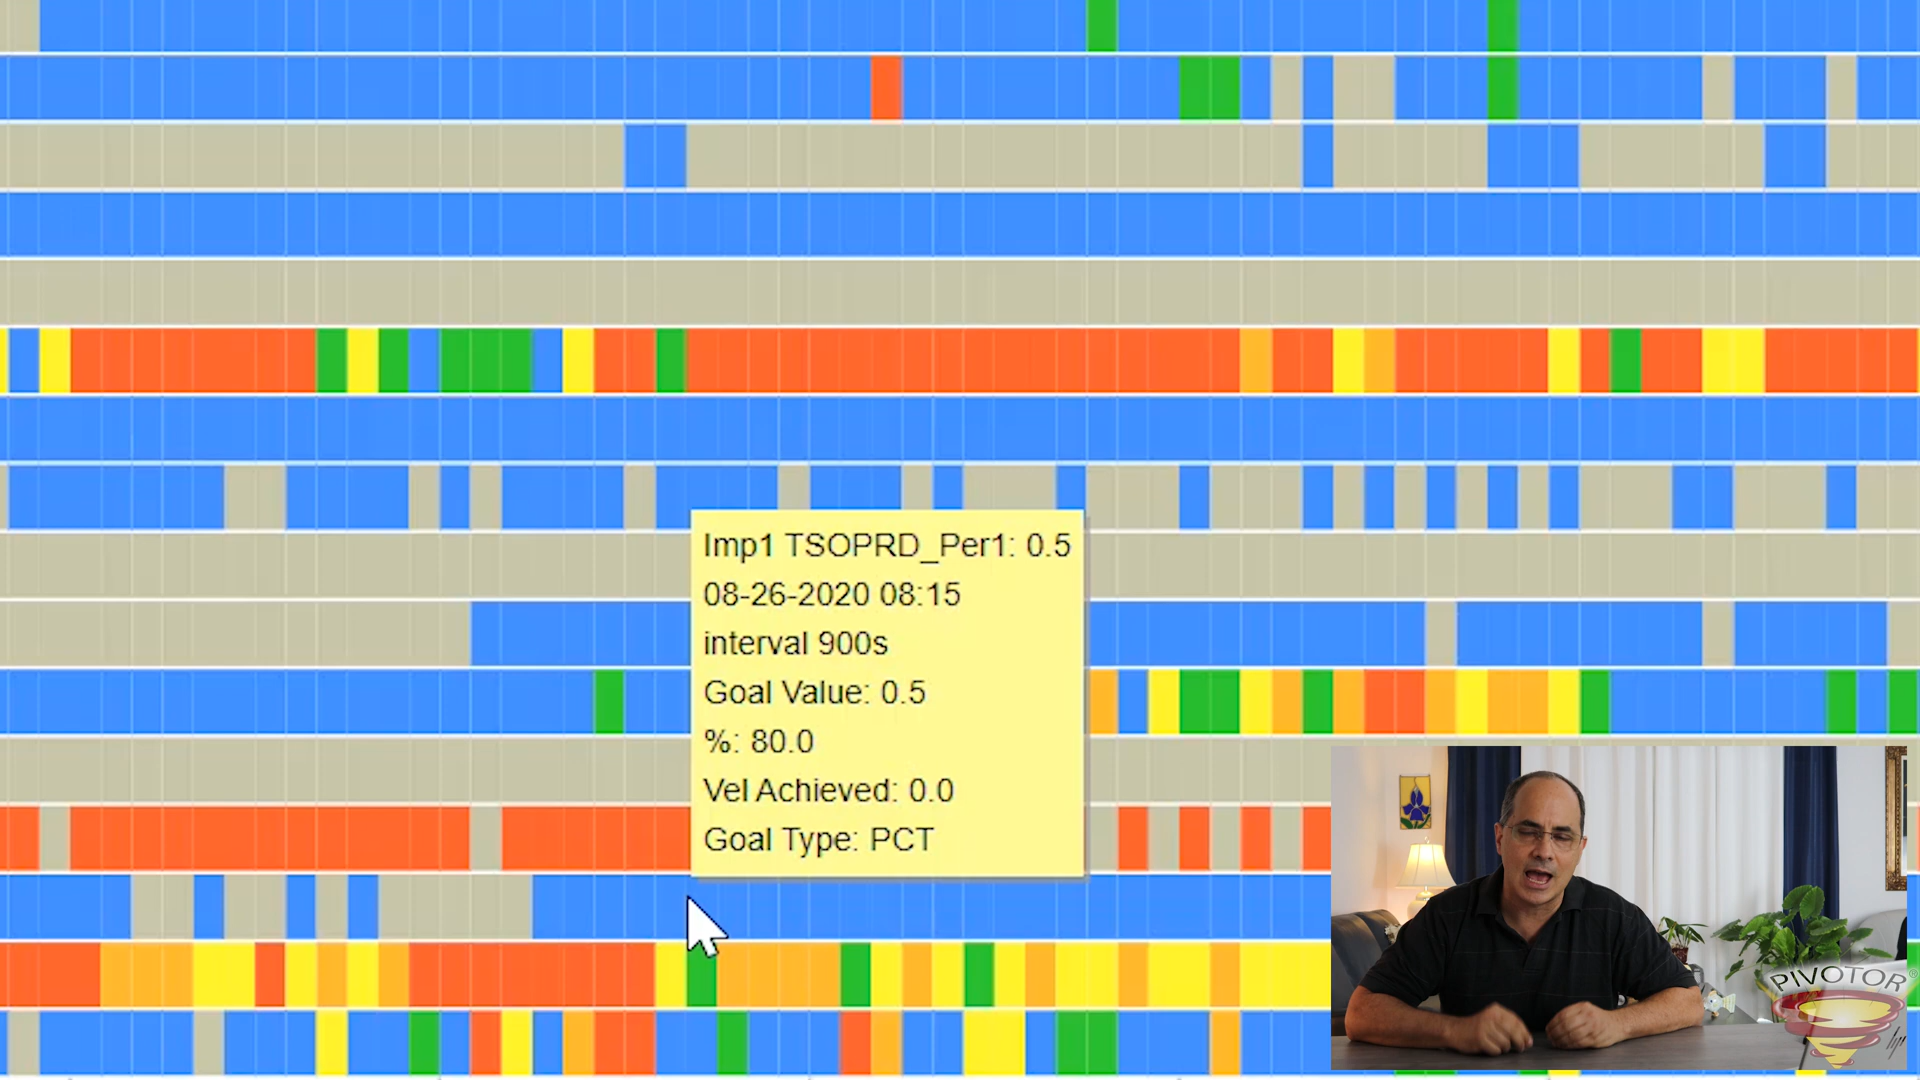 Imp1 TSOPRD_Per1: 0.5
08-26-2020 08:15
interval 900s
Goal Value: 0.5
%: 80.0
Vel Achieved: 0.0
Goal Type: PCT
PIVOTOR®